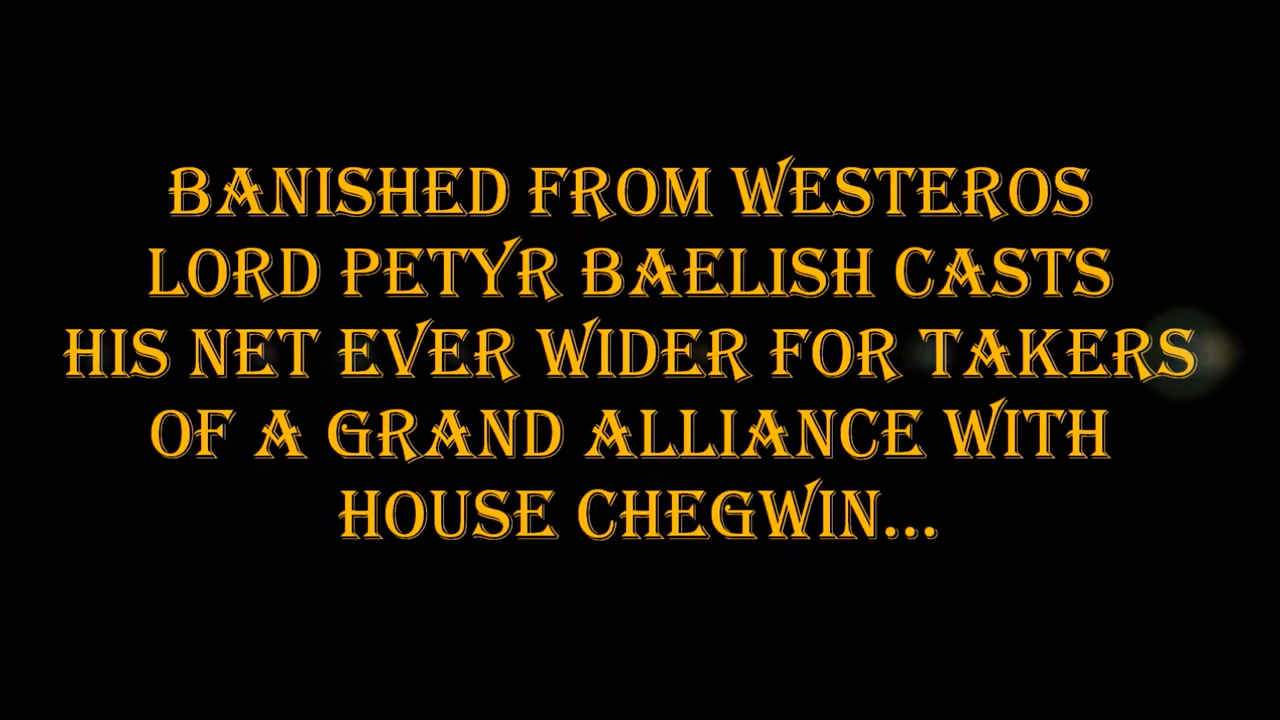 BANISHED FROM WESTEROS
LORD PETYR BAELISH CASTS
HIS NET EVER WIDER FOR TAKERS
OF A GRAND ALLIANCE WITH
HOUSE CHEGWIN...